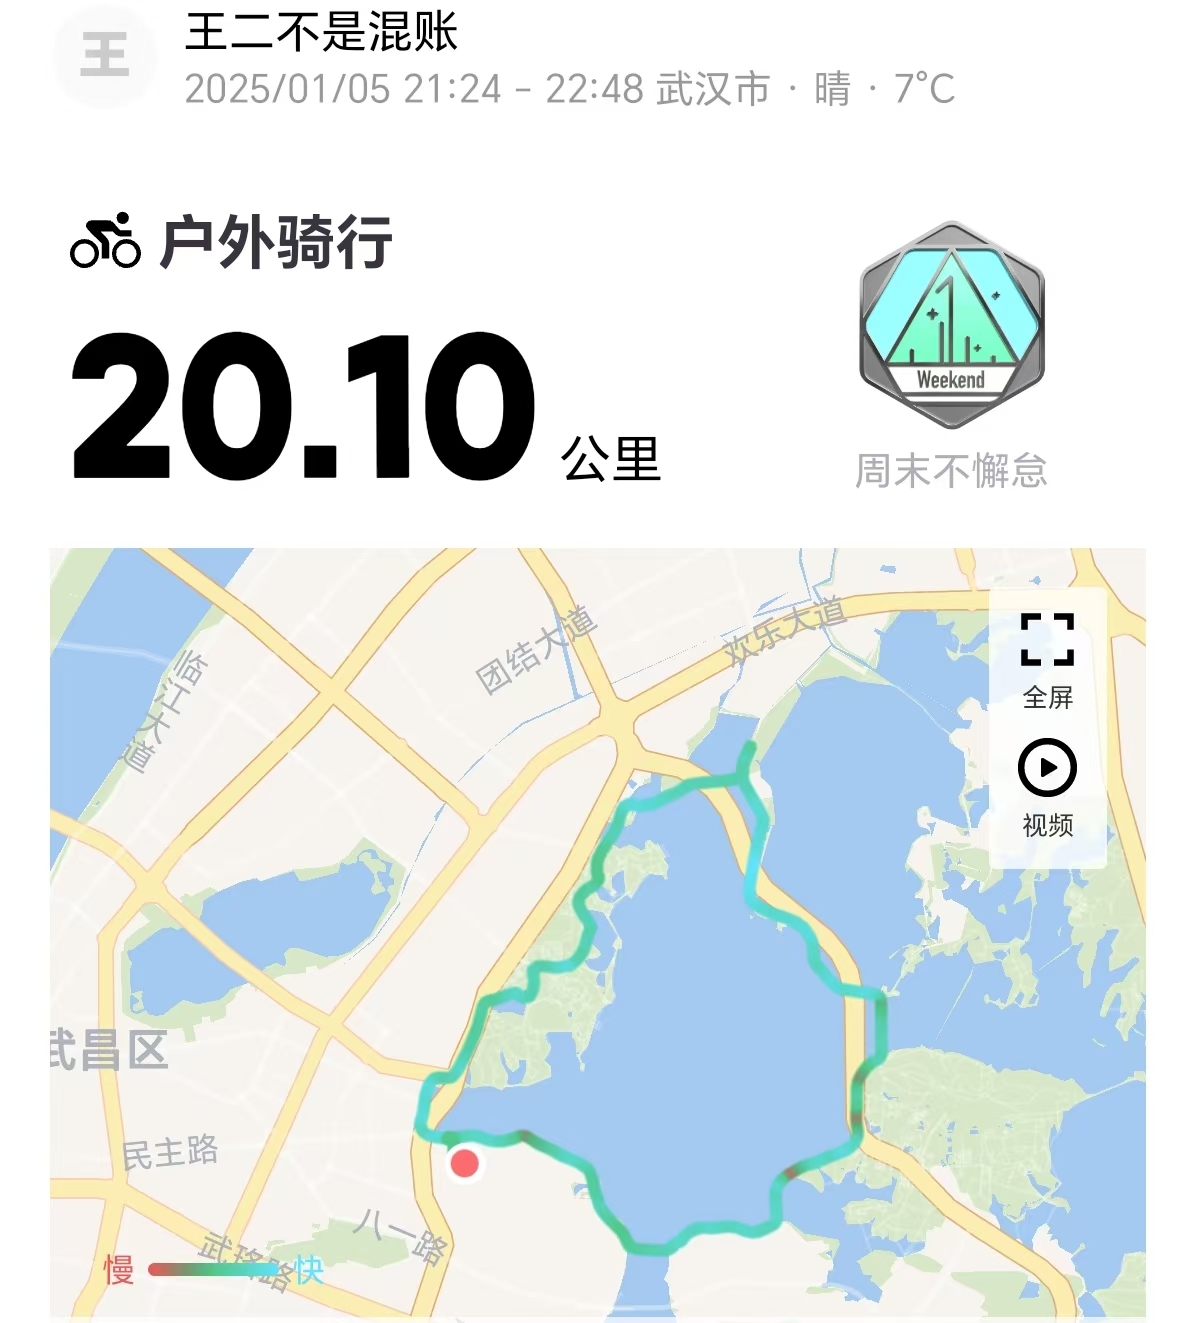 王
王二不是混账
2025/01/05 21:24 - 22:48 武汉市 · 晴 · 7°C
户外骑行
20.10 公里
1
Weekend
周末不懈怠
临江大道
团结大道
欢乐大道
全屏
视频
武昌区
民主路
八一路
武珞路
慢
快